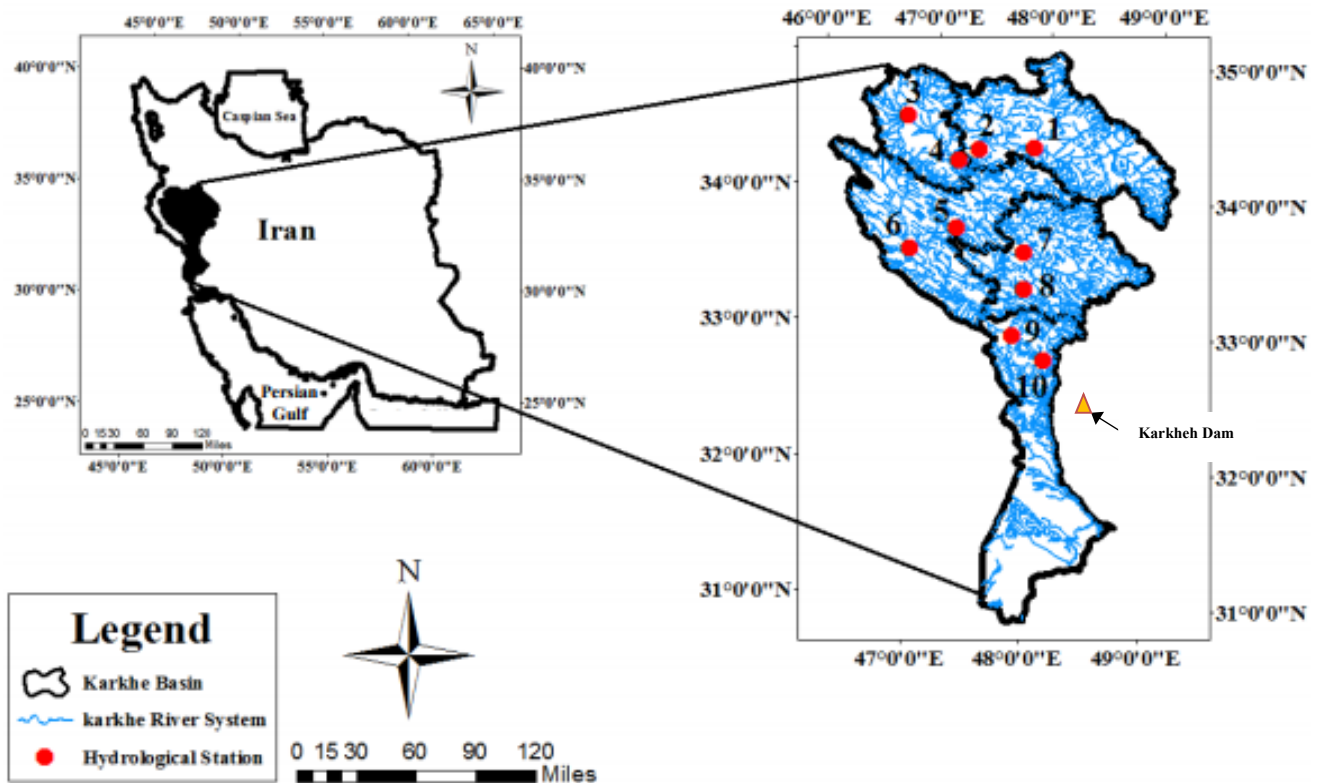 45°0'0"E 50°0'0"E 55°0'0"E 60°0'0"E 65°0'0"E
40°0'0"N
35°0'0"N
30°0'0"N
25°0'0"N
40°0'0"N
35°0'0"N
30°0'0"N
25°0'0"N
N
Caspian Sea
Iran
Persian
Gulf
0 15 30 60 90 120
Miles
45°0'0"E 50°0'0"E 55°0'0"E 60°0'0"E
46°0'0"E 47°0'0"E 48°0'0"E 49°0'0"E
34°0'0"N
33°0'0"N
32°0'0"N
31°0'0"N
35°0'0"N
34°0'0"N
33°0'0"N
32°0'0"N
31°0'0"N
3
2
1
4
5
6
7
8
9
10
Karkheh Dam
47°0'0"E 48°0'0"E 49°0'0"E
Legend
Karkhe Basin
karkhe River System
Hydrological Station
N
0 15 30 60 90 120
Miles